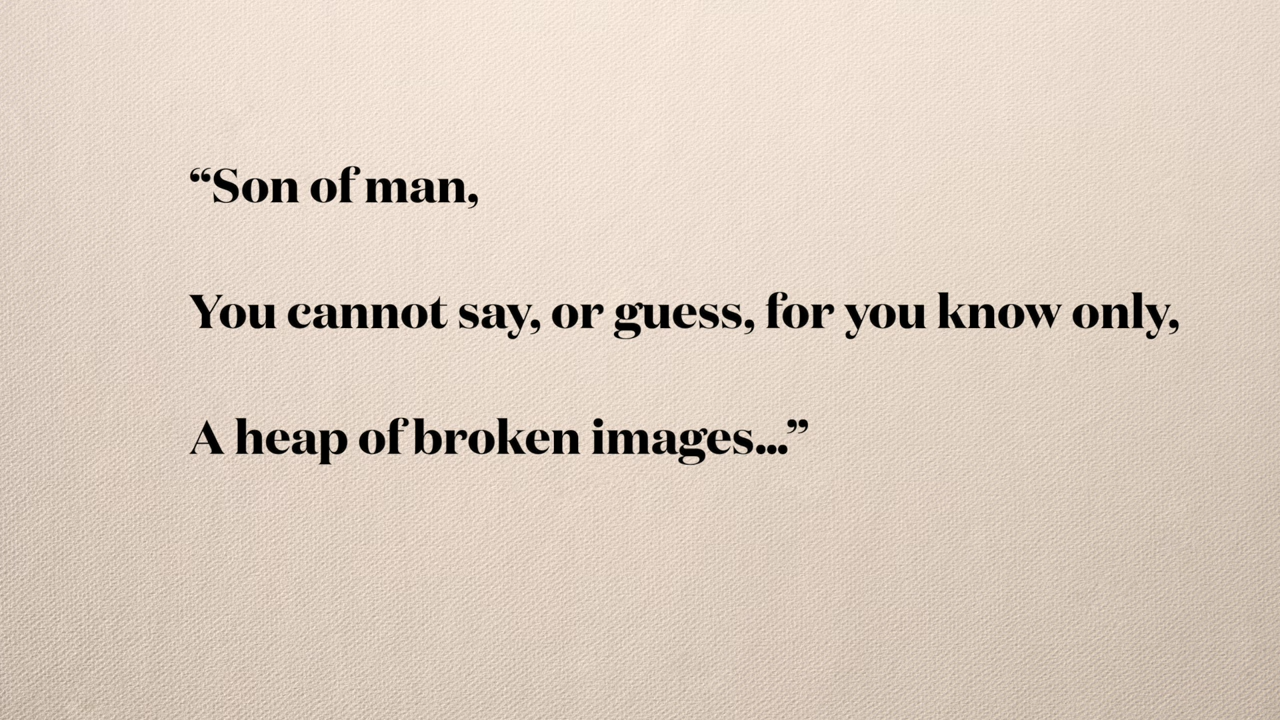 “Son of man,
You cannot say, or guess, for you know only,
A heap of broken images...”